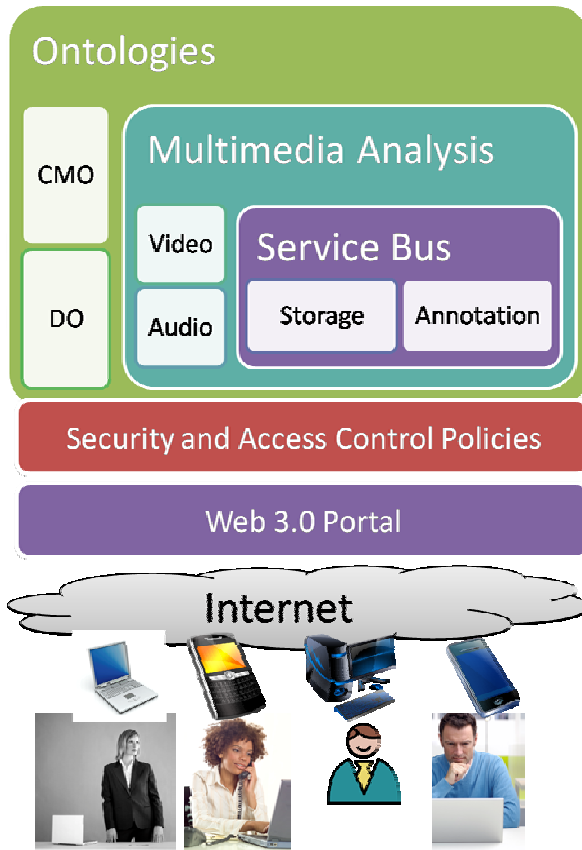 Ontologies
CMO
DO
Multimedia Analysis
Video
Audio
Service Bus
Storage
Annotation
Security and Access Control Policies
Web 3.0 Portal
Internet